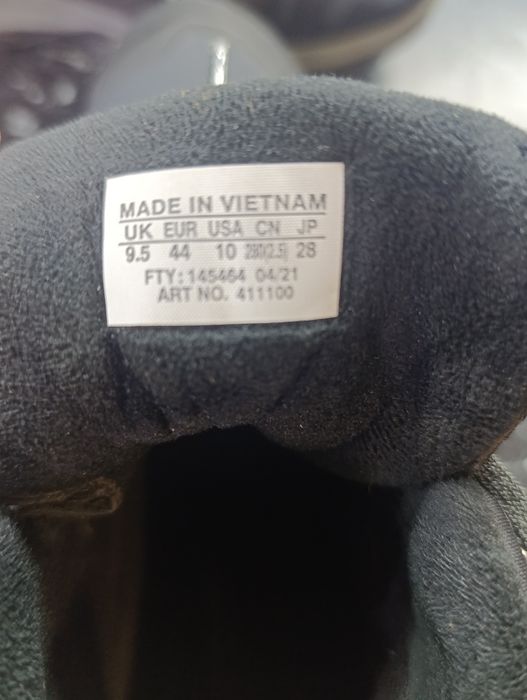 MADE IN VIETNAM
UK EUR USA CN JP
9.5 44 10 280(2.5) 28
FTY: 145464 04/21
ART NO. 411100